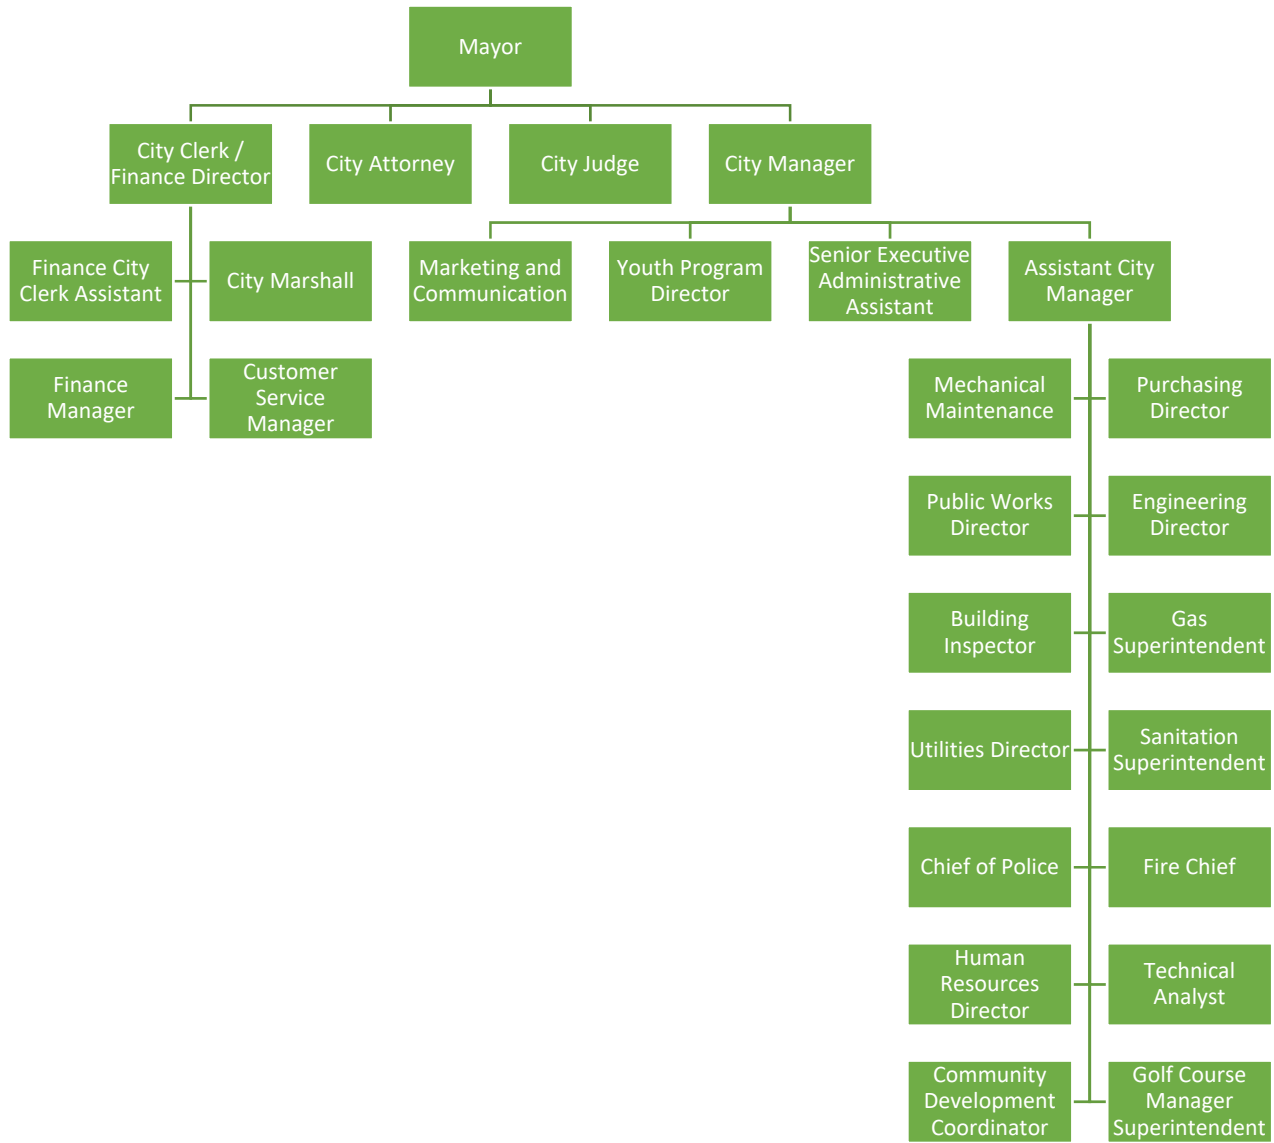 Mayor
City Clerk /
Finance Director
City Attorney
City Judge
City Manager
Finance City
Clerk Assistant
City Marshall
Marketing and
Communication
Youth Program
Director
Senior Executive
Administrative
Assistant
Assistant City
Manager
Finance
Manager
Customer
Service
Manager
Mechanical
Maintenance
Purchasing
Director
Public Works
Director
Engineering
Director
Building
Inspector
Gas
Superintendent
Utilities Director
Sanitation
Superintendent
Chief of Police
Fire Chief
Human
Resources
Director
Technical
Analyst
Community
Development
Coordinator
Golf Course
Manager
Superintendent